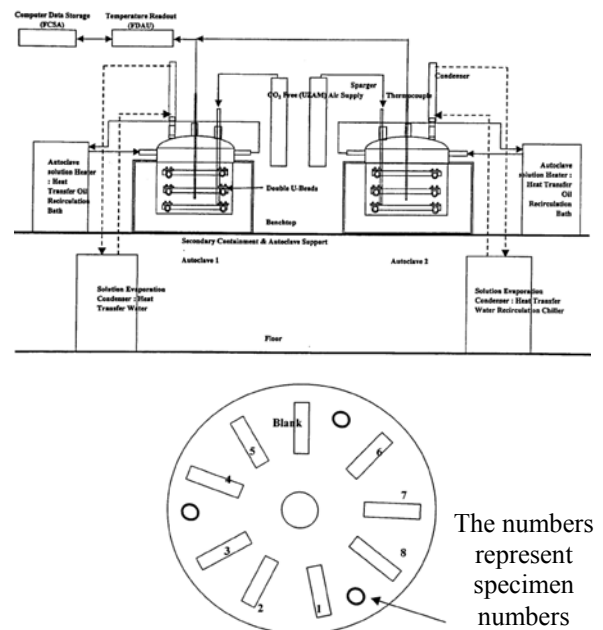 Computer Data Storage
(FCSA)
Temperature Readout
(FDAU)
Condenser
Sparger
CO₂ Free (UZAM) Air Supply
Thermocouple
Autoclave
solution Heater
: Heat
Transfer Oil
Recirculation
Bath
Double U-Bends
Autoclave
solution Heater :
Heat Transfer
Oil
Recirculation
Bath
Benchtop
Secondary Containment & Autoclave Support
Autoclave 1
Autoclave 2
Solution Evaporation
Condenser : Heat
Transfer Water
Solution Evaporation
Condenser : Heat Transfer
Water Recirculation Chiller
Floor
Blank
5
6
4
7
3
8
2
1
The numbers
represent
specimen
numbers